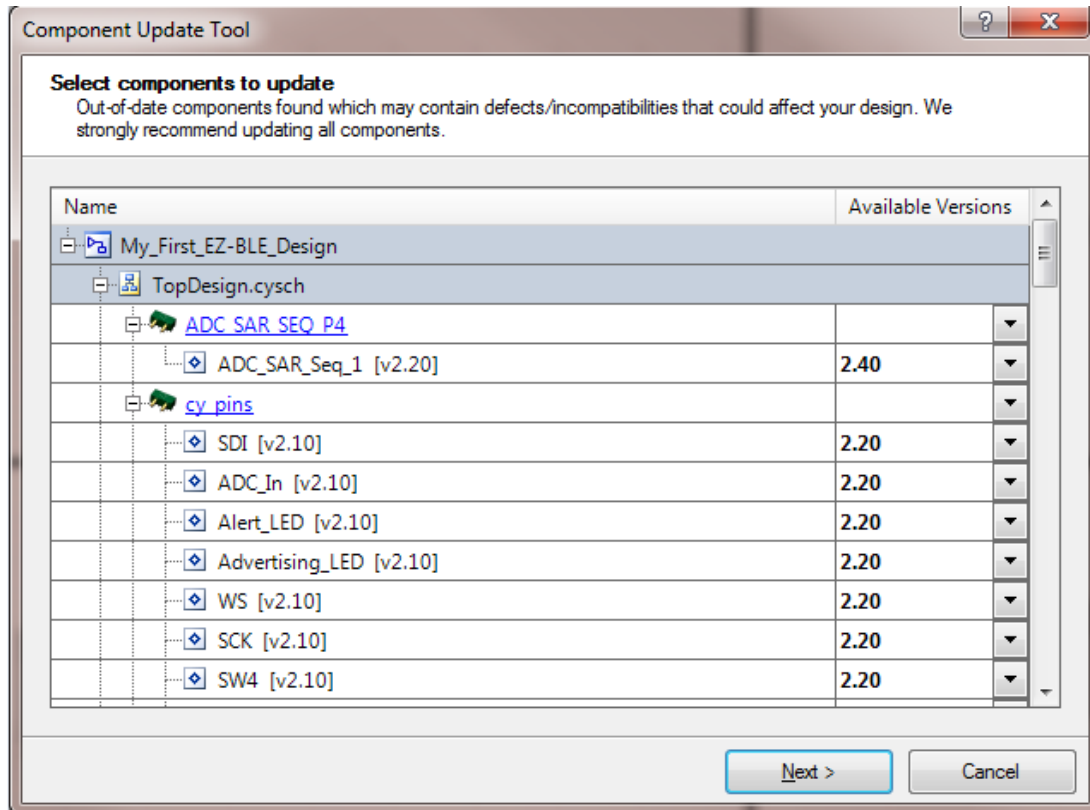 Component Update Tool
Select components to update
Out-of-date components found which may contain defects/incompatibilities that could affect your design. We
strongly recommend updating all components.
Name Available Versions
My_First_EZ-BLE_Design
TopDesign.cysch
ADC_SAR_SEQ_P4
ADC_SAR_Seq_1 [v2.20] 2.40
cy_pins
SDI [v2.10] 2.20
ADC_In [v2.10] 2.20
Alert_LED [v2.10] 2.20
Advertising_LED [v2.10] 2.20
WS [v2.10] 2.20
SCK [v2.10] 2.20
SW4 [v2.10] 2.20
Next > Cancel